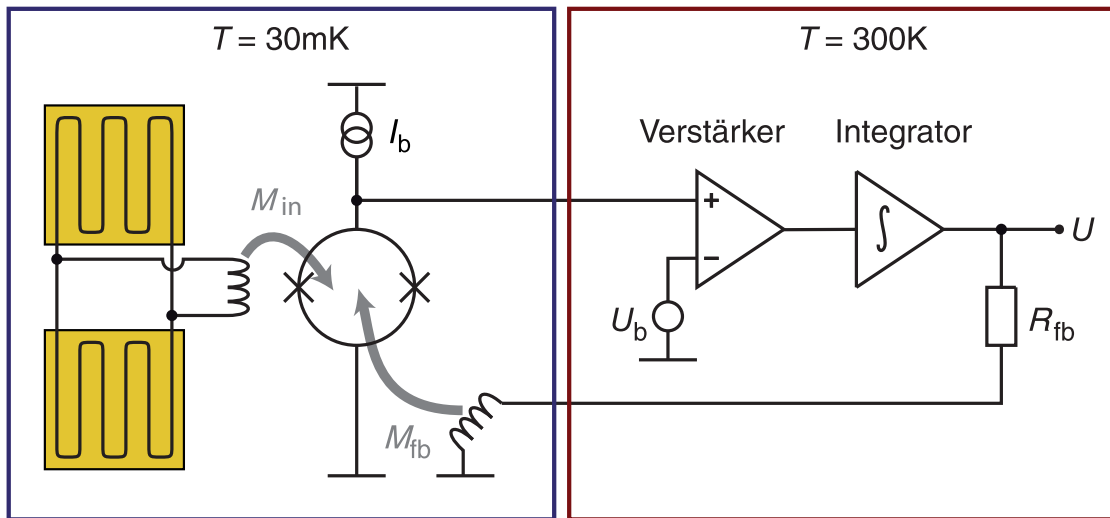 T = 30mK
T = 300K
I_b
Verstärker
Integrator
M_in
+
−
∫
U
U_b
R_fb
M_fb